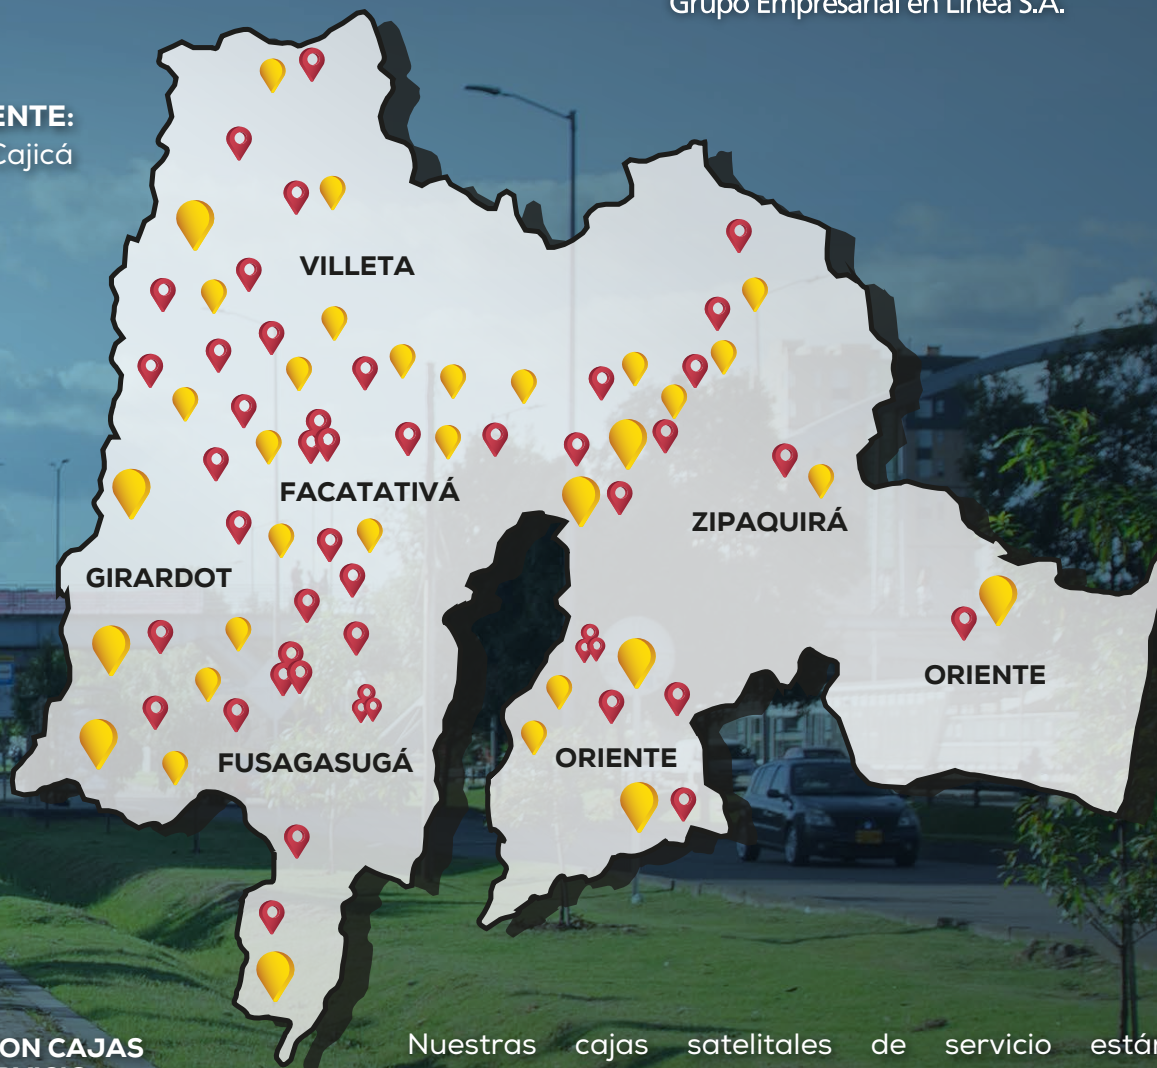 Grupo Empresarial en Línea S.A.
ENTE:
Cajicá
VILLETA
FACATATIVÁ
ZIPAQUIRÁ
GIRARDOT
ORIENTE
FUSAGASUGÁ
ORIENTE
ON CAJAS
Nuestras cajas satelitales de servicio están